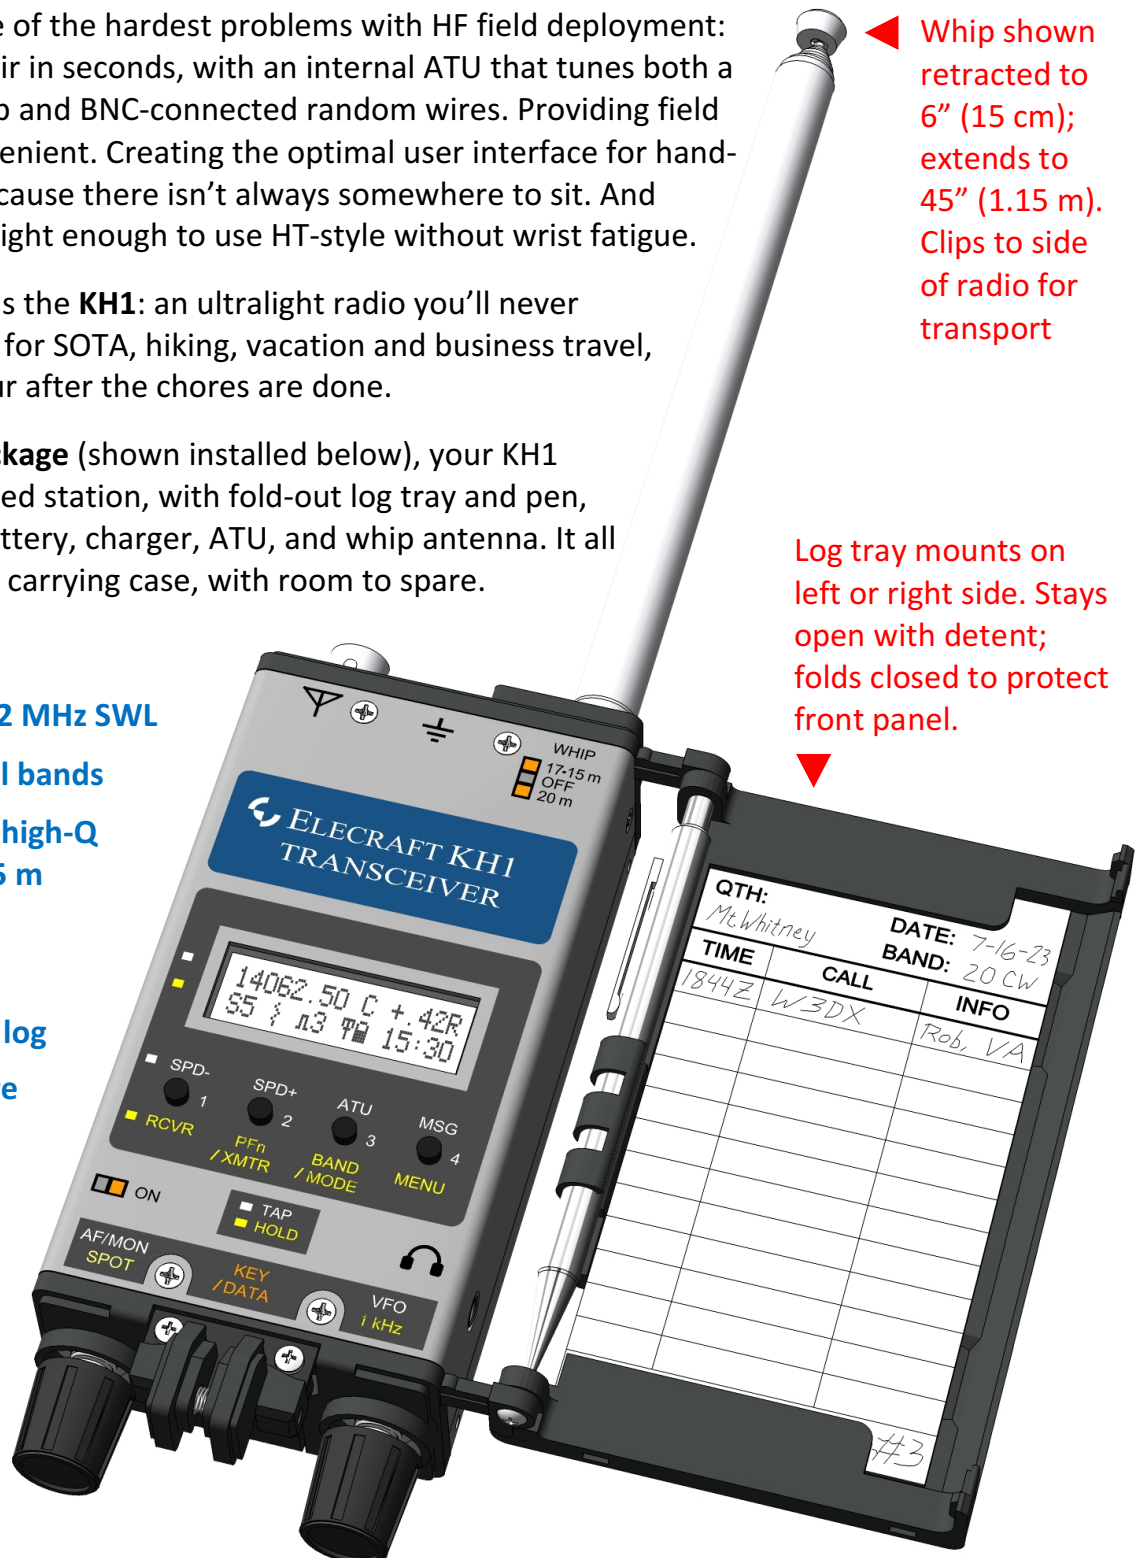 e of the hardest problems with HF field deployment:
ir in seconds, with an internal ATU that tunes both a
and BNC-connected random wires. Providing field
enient. Creating the optimal user interface for hand-
cause there isn't always somewhere to sit. And
ight enough to use HT-style without wrist fatigue.
s the KH1: an ultralight radio you'll never
for SOTA, hiking, vacation and business travel,
ur after the chores are done.
ckage (shown installed below), your KH1
ed station, with fold-out log tray and pen,
ttery, charger, ATU, and whip antenna. It all
carrying case, with room to spare.
Whip shown
retracted to
6” (15 cm);
extends to
45” (1.15 m).
Clips to side
of radio for
transport
Log tray mounts on
left or right side. Stays
open with detent;
folds closed to protect
front panel.
2 MHz SWL
l bands
high-Q
5 m
log
re
WHIP
17-15 m
OFF
20 m
ELECRAFT KH1
TRANSCEIVER
14062.50 C +.42R
S5 3 15:30
SPD- 1
SPD+ 2
ATU 3
MSG 4
RCVR
PFn
/ XMTR
BAND
/ MODE
MENU
ON
TAP
HOLD
AF/MON
SPOT
KEY
/DATA
VFO
1 kHz
QTH:
Mt. Whitney
DATE: 7-16-23
BAND: 20 CW
TIME CALL INFO
1844Z W3DX Rob, VA
#3